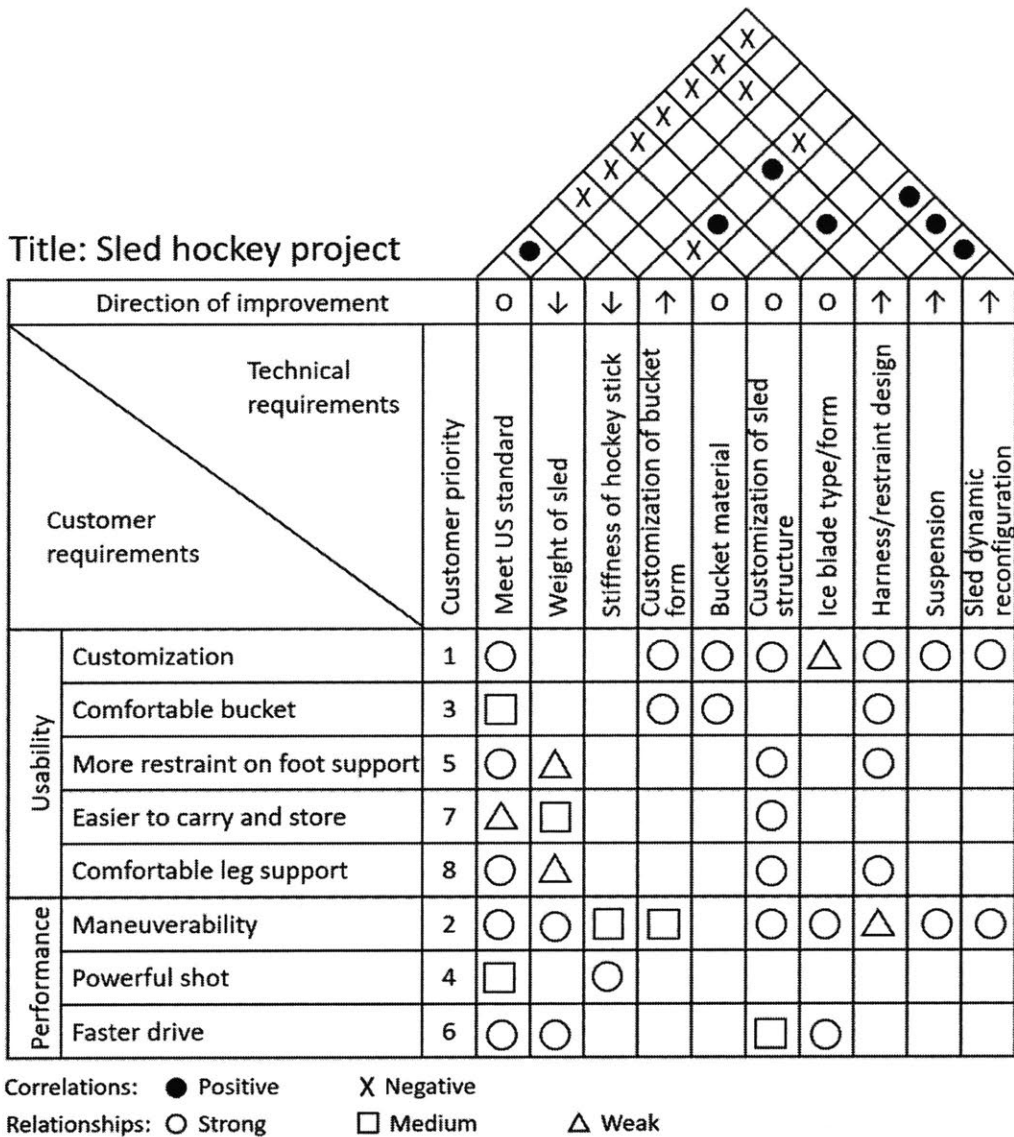 Title: Sled hockey project
Direction of improvement
Technical
requirements
Customer
requirements
Customer priority
Meet US standard
Weight of sled
Stiffness of hockey stick
Customization of bucket
form
Bucket material
Customization of sled
structure
Ice blade type/form
Harness/restraint design
Suspension
Sled dynamic
reconfiguration
Usability
Customization 1
Comfortable bucket 3
More restraint on foot support 5
Easier to carry and store 7
Comfortable leg support 8
Performance
Maneuverability 2
Powerful shot 4
Faster drive 6
Correlations: ● Positive X Negative
Relationships: ○ Strong □ Medium △ Weak